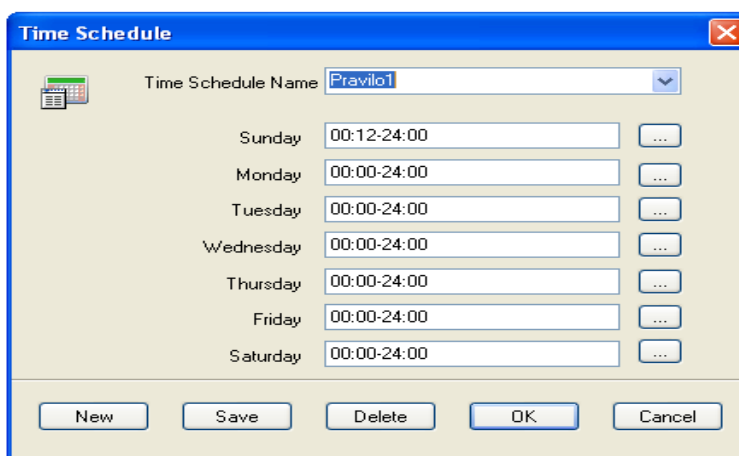 Time Schedule
Time Schedule Name Pravilo1
Sunday 00:12-24:00 ...
Monday 00:00-24:00 ...
Tuesday 00:00-24:00 ...
Wednesday 00:00-24:00 ...
Thursday 00:00-24:00 ...
Friday 00:00-24:00 ...
Saturday 00:00-24:00 ...
New Save Delete OK Cancel